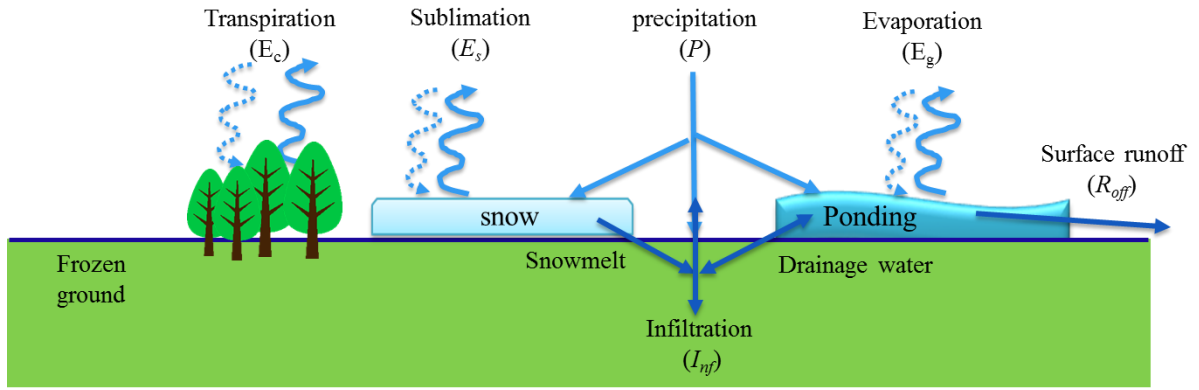 Transpiration
(Ec)
Sublimation
(Es)
precipitation
(P)
Evaporation
(Eg)
Surface runoff
(Roff)
snow
Ponding
Frozen
ground
Snowmelt
Drainage water
Infiltration
(Inf)